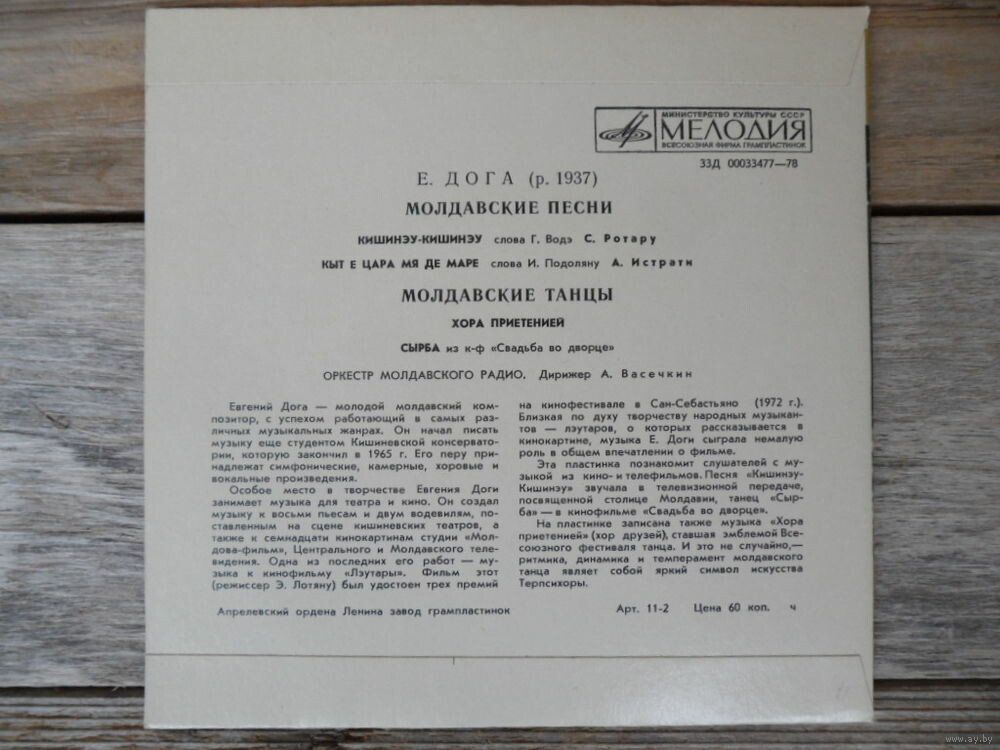 МИНИСТЕРСТВО КУЛЬТУРЫ СССР
МЕЛОДИЯ
ВСЕСОЮЗНАЯ ФИРМА ГРАМПЛАСТИНОК
33Д 00033477—78
Е. ДОГА (р. 1937)
МОЛДАВСКИЕ ПЕСНИ
КИШИНЭУ-КИШИНЭУ слова Г. Водэ С. Ротару
КЫТ Е ЦАРА МЯ ДЕ МАРЕ слова И. Подоляну А. Истрати
МОЛДАВСКИЕ ТАНЦЫ
ХОРА ПРИЕТЕНИЕЙ
СЫРБА из к-ф «Свадьба во дворце»
ОРКЕСТР МОЛДАВСКОГО РАДИО. Дирижер А. Васечкин
Евгений Дога — молодой молдавский ком-
позитор, с успехом работающий в самых раз-
личных музыкальных жанрах. Он начал писать
музыку еще студентом Кишиневской консервато-
рии, которую закончил в 1965 г. Его перу при-
надлежат симфонические, камерные, хоровые и
вокальные произведения.
Особое место в творчестве Евгения Доги
занимает музыка для театра и кино. Он создал
музыку к восьми пьесам и двум водевилям, по-
ставленным на сцене кишиневских театров, а
также к семнадцати кинокартинам студии «Мол-
дова-фильм», Центрального и Молдавского теле-
видения. Одна из последних его работ — му-
зыка к кинофильму «Лэутары». Фильм этот
(режиссер Э. Лотяну) был удостоен трех премий
на кинофестивале в Сан-Себастьяно (1972 г.).
Близкая по духу творчеству народных музыкан-
тов — лэутаров, о которых рассказывается в
кинокартине, музыка Е. Доги сыграла немалую
роль в общем впечатлении о фильме.
Эта пластинка познакомит слушателей с му-
зыкой из кино- и телефильмов. Песня «Кишинэу-
Кишинэу» звучала в телевизионной передаче,
посвященной столице Молдавии, танец «Сыр-
ба» — в кинофильме «Свадьба во дворце».
На пластинке записана также музыка «Хора
приетенией» (хор друзей), ставшая эмблемой Все-
союзного фестиваля танца. И это не случайно,—
ритмика, динамика и темперамент молдавского
танца являет собой яркий символ искусства
Терпсихоры.
Апрелевский ордена Ленина завод грампластинок Арт. 11-2 Цена 60 коп. ч
www.ay.by